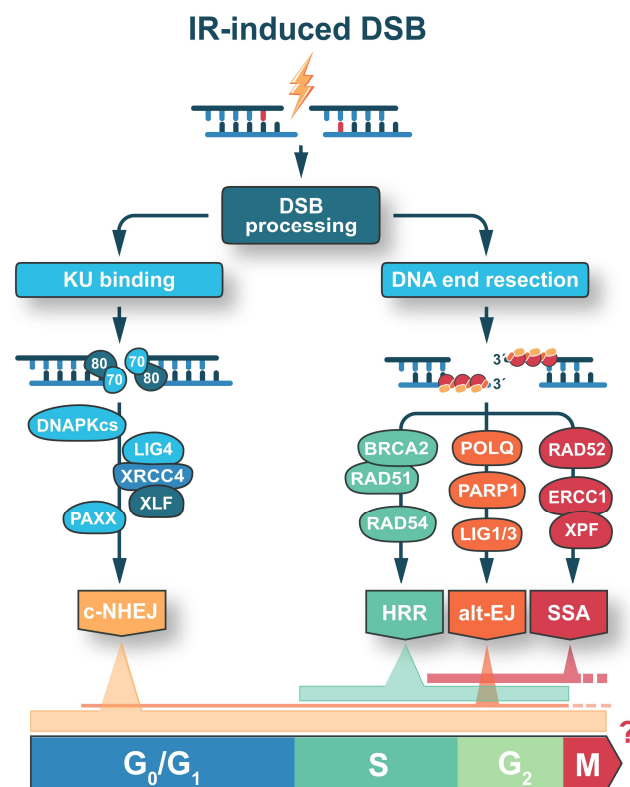 IR-induced DSB
DSB
processing
KU binding
DNA end resection
80
70
70
80
3´
3´
DNAPKcs
LIG4
XRCC4
XLF
PAXX
BRCA2
RAD51
RAD54
POLQ
PARP1
LIG1/3
RAD52
ERCC1
XPF
c-NHEJ
HRR
alt-EJ
SSA
?
G₀/G₁
S
G₂
M